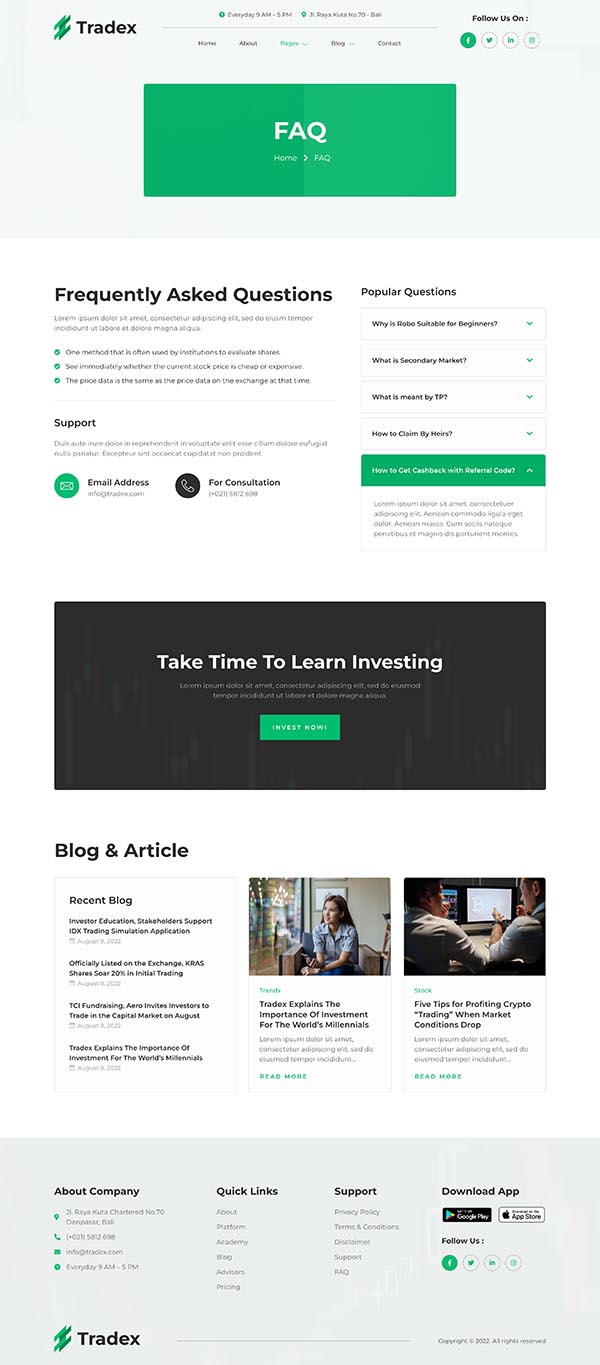 Tradex
Everyday 9 AM – 5 PM
Jl. Raya Kuta No.70 - Bali
Follow Us On :
Home
About
Pages
Blog
Contact
FAQ
Home > FAQ
Frequently Asked Questions
Lorem ipsum dolor sit amet, consectetur adipiscing elit, sed do eiusm tempor
incididunt ut labore et dolore magna aliqua.
One method that is often used by institutions to evaluate shares.
See immediately whether the current stock price is cheap or expensive.
The price data is the same as the price data on the exchange at that time.
Support
Duis aute irure dolor in reprehenderit in voluptate velit esse cillum dolore eufugiat
nulla pariatur. Excepteur sint occaecat cupidatat non proident.
Email Address
info@tradex.com
For Consultation
(+021) 5812 698
Popular Questions
Why is Robo Suitable for Beginners?
What is Secondary Market?
What is meant by TP?
How to Claim By Heirs?
How to Get Cashback with Referral Code?
Lorem ipsum dolor sit amet, consectetuer
adipiscing elit. Aenean commodo ligula eget
dolor. Aenean massa. Cum sociis natoque
penatibus et magnis dis parturient montes
Take Time To Learn Investing
Lorem ipsum dolor sit amet, consectetur adipiscing elit, sed do eiusmod
tempor incididunt ut labore et dolore magna aliqua.
INVEST NOW!
Blog & Article
Recent Blog
Investor Education, Stakeholders Support
IDX Trading Simulation Application
August 8, 2022
Officially Listed on the Exchange, KRAS
Shares Soar 20% in Initial Trading
August 8, 2022
TCI Fundraising, Aero Invites Investors to
Trade in the Capital Market on August
August 8, 2022
Tradex Explains The Importance Of
Investment For The World's Millennials
August 8, 2022
Trends
Tradex Explains The
Importance Of Investment
For The World's Millennials
Lorem ipsum dolor sit amet,
consectetur adipiscing elit, sed do
eiusmod tempor incididunt...
READ MORE
Stock
Five Tips for Profiting Crypto
“Trading” When Market
Conditions Drop
Lorem ipsum dolor sit amet,
consectetur adipiscing elit, sed do
eiusmod tempor incididunt...
READ MORE
About Company
Jl. Raya Kuta Chartered No.70
Denpasar, Bali
(+021) 5812 698
info@tradex.com
Everyday 9 AM – 5 PM
Quick Links
About
Platform
Academy
Blog
Advisors
Pricing
Support
Privacy Policy
Terms & Conditions
Disclaimer
Support
FAQ
Download App
GET IT ON
Google Play
Download on the
App Store
Follow Us :
Tradex
Copyright © 2022. All rights reserved